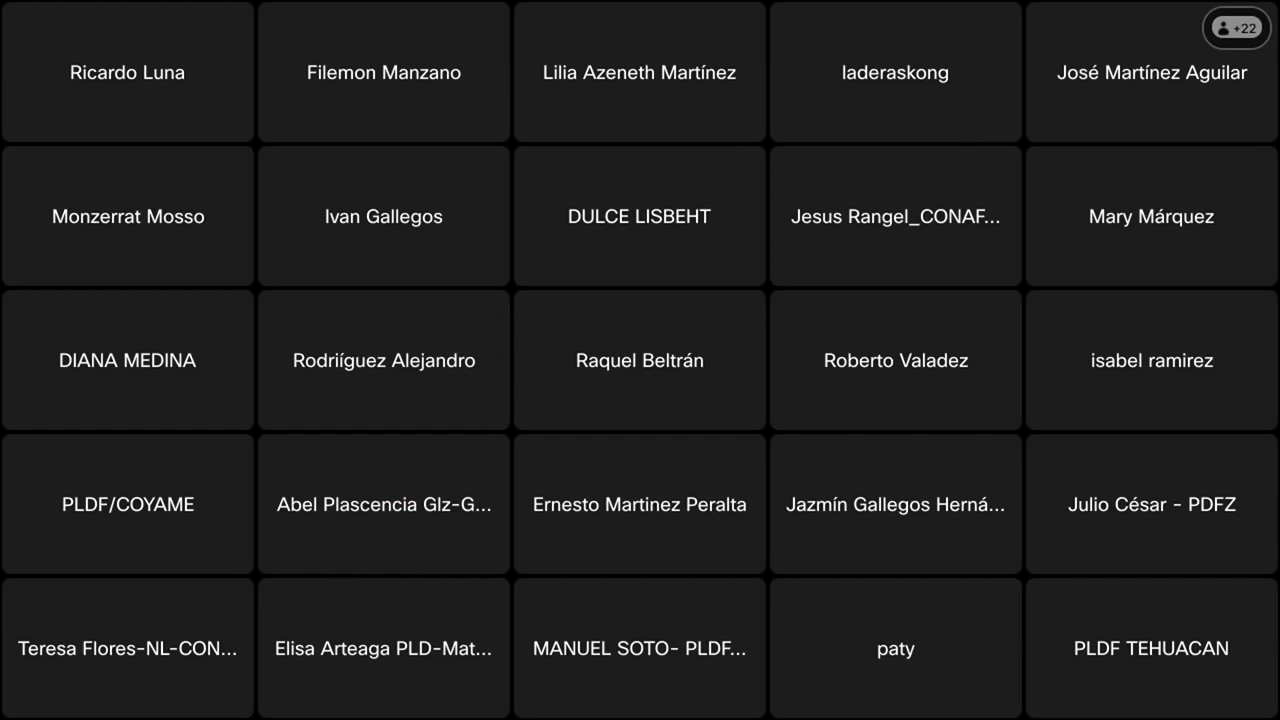 +22
Ricardo Luna
Filemon Manzano
Lilia Azeneth Martínez
laderaskong
José Martínez Aguilar
Monzerrat Mosso
Ivan Gallegos
DULCE LISBEHT
Jesus Rangel_CONAF...
Mary Márquez
DIANA MEDINA
Rodriíguez Alejandro
Raquel Beltrán
Roberto Valadez
isabel ramirez
PLDF/COYAME
Abel Plascencia Glz-G...
Ernesto Martinez Peralta
Jazmín Gallegos Herná...
Julio César - PDFZ
Teresa Flores-NL-CON...
Elisa Arteaga PLD-Mat...
MANUEL SOTO- PLDF...
paty
PLDF TEHUACAN